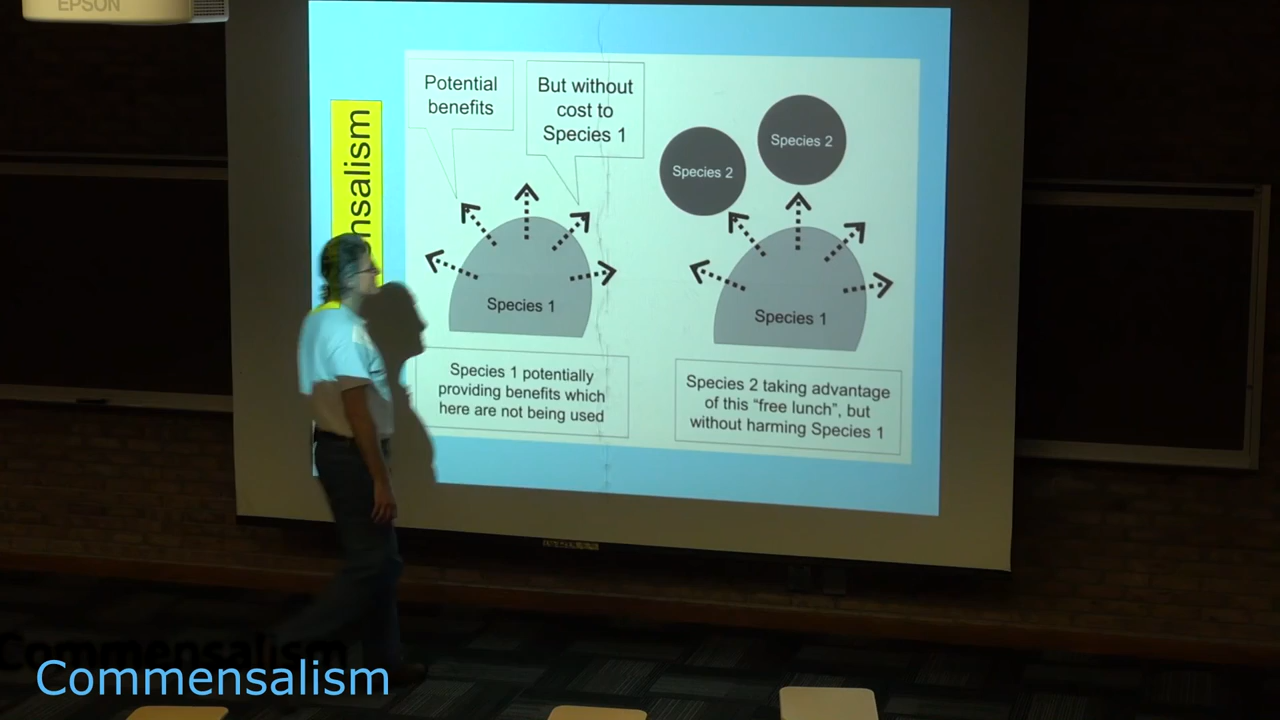 EPSON
nsalism
Potential
benefits
But without
cost to
Species 1
Species 2
Species 2
Species 1
Species 1
Species 1 potentially
providing benefits which
here are not being used
Species 2 taking advantage
of this “free lunch”, but
without harming Species 1
Commensalism
Commensalism